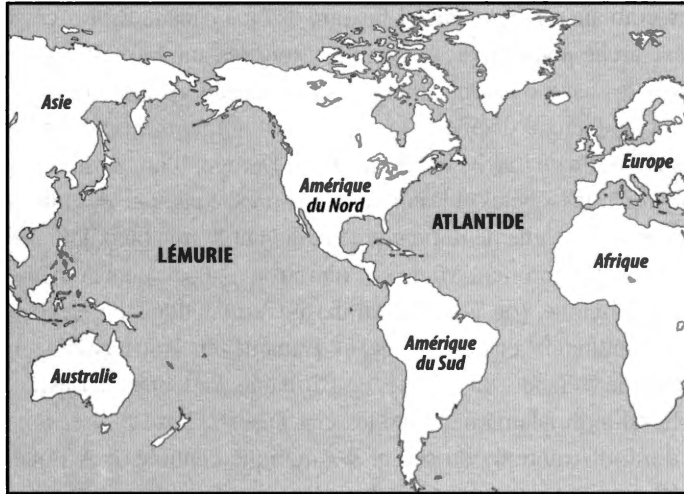 Asie
Europe
Amérique
du Nord
ATLANTIDE
LÉMURIE
Afrique
Amérique
du Sud
Australie